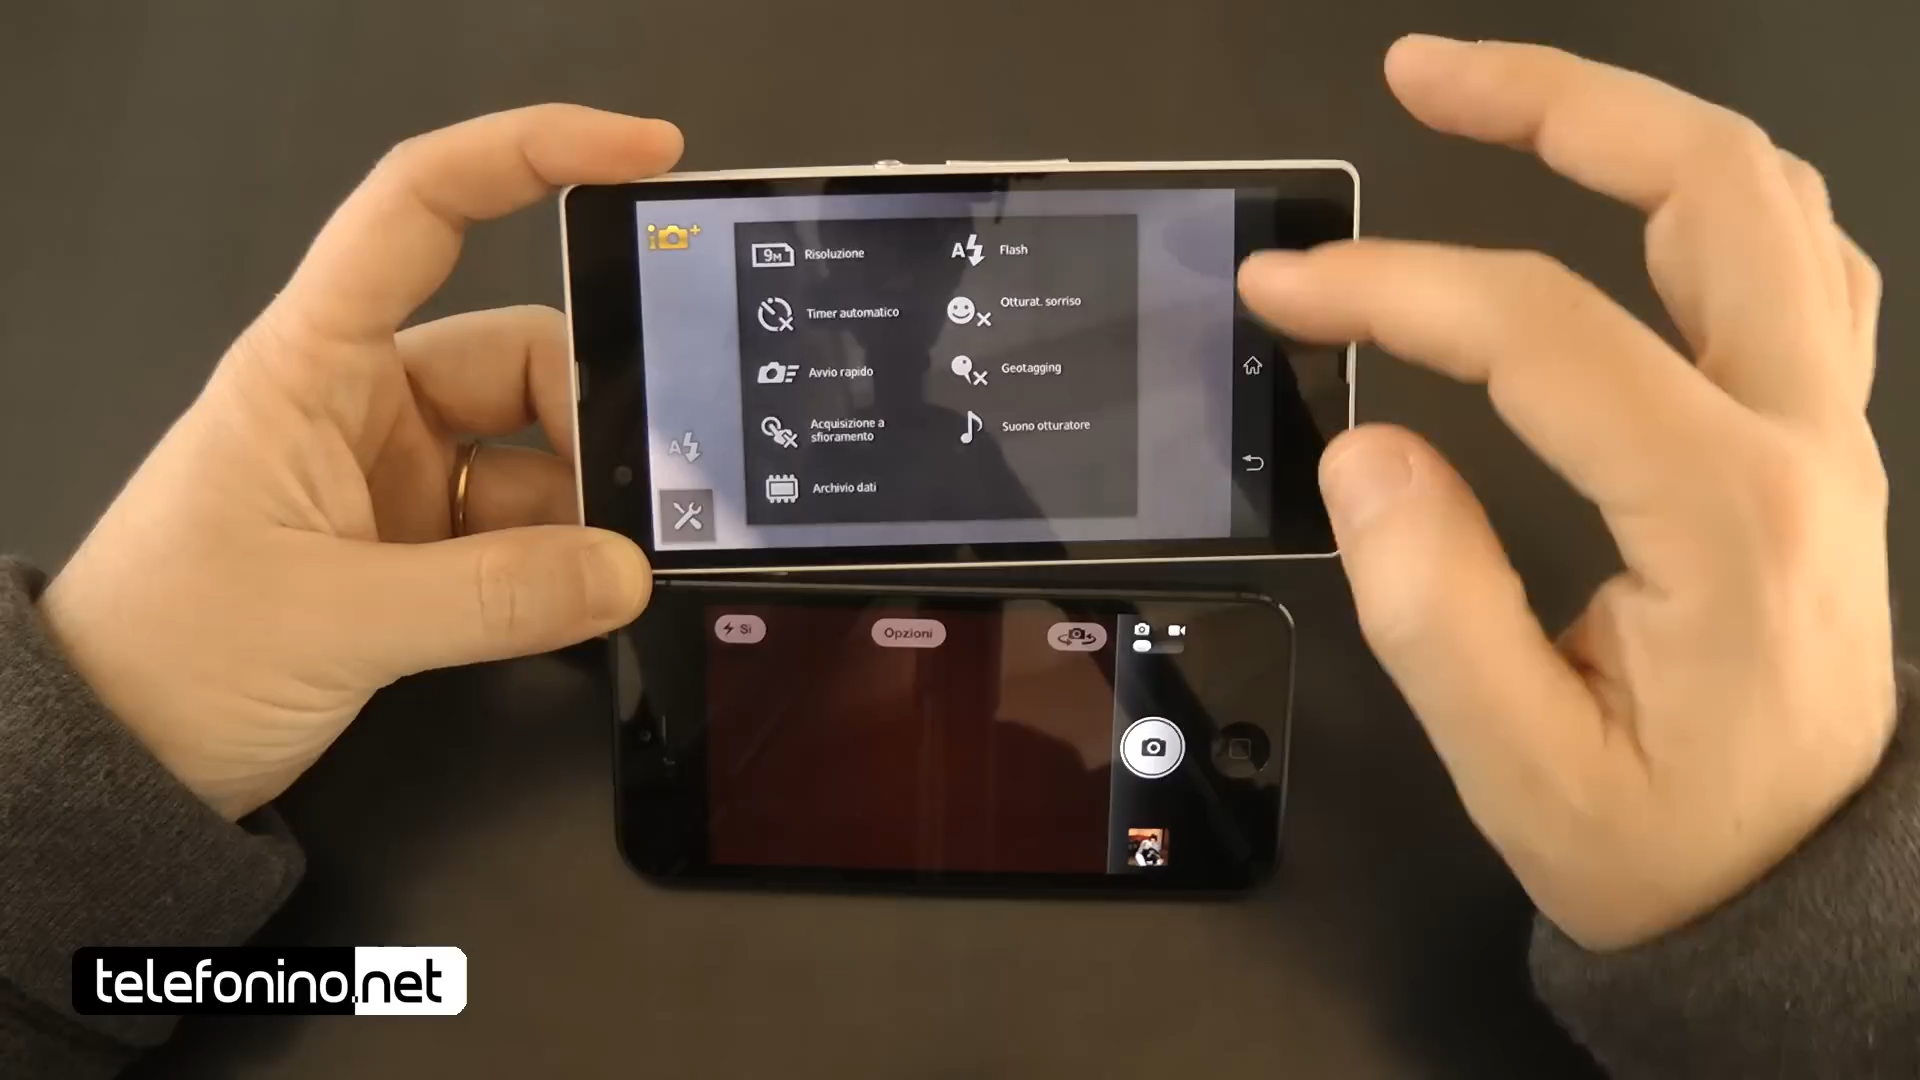 9M Risoluzione
A Flash
Timer automatico
Otturat. sorriso
Avvio rapido
Geotagging
Acquisizione a
sfioramento
Suono otturatore
Archivio dati
A
Sì
Opzioni
telefonino.net